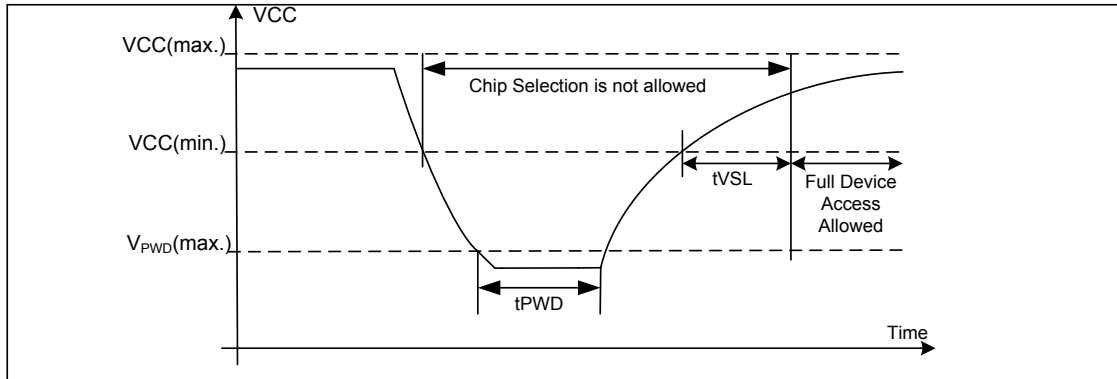 VCC
VCC(max.)
Chip Selection is not allowed
VCC(min.)
tVSL
Full Device
Access
Allowed
VPWD(max.)
tPWD
Time